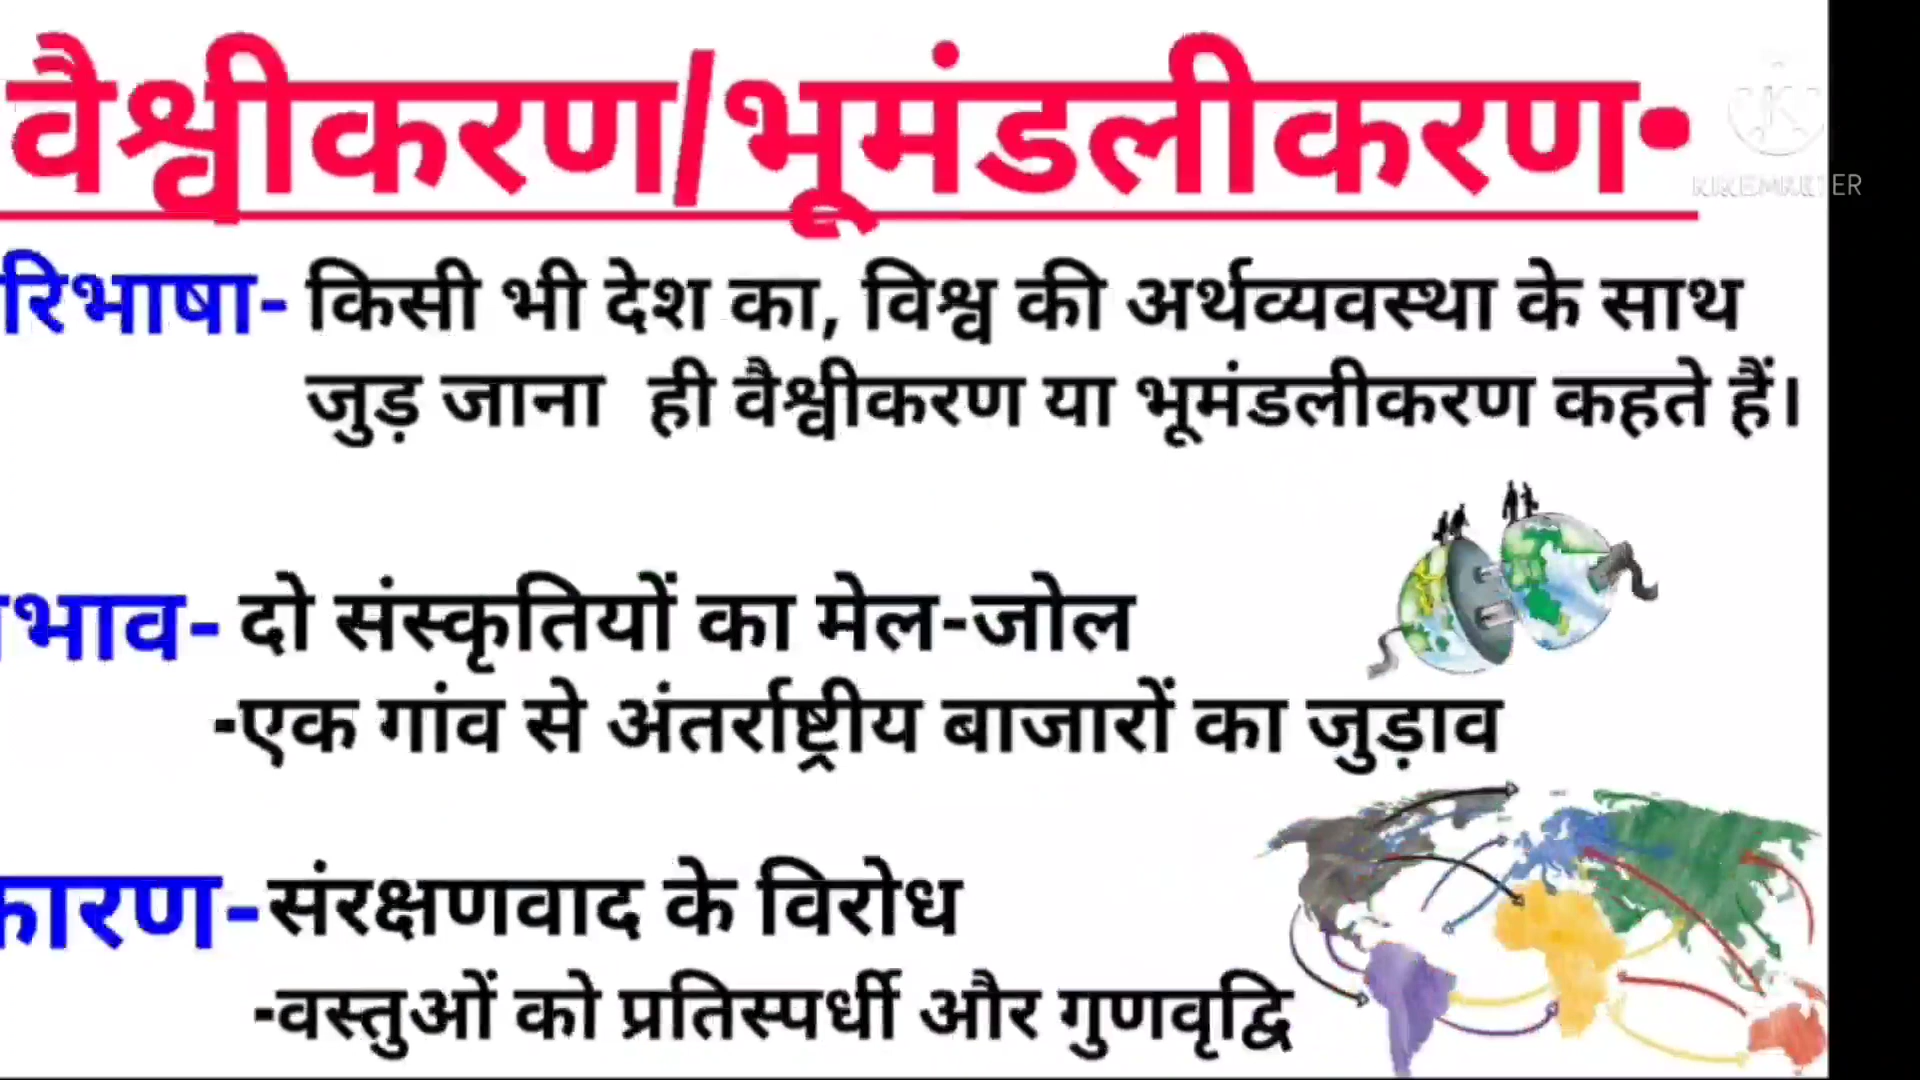 वैश्वीकरण/भूमंडलीकरण•
KINEMASTER
रिभाषा- किसी भी देश का, विश्व की अर्थव्यवस्था के साथ
जुड़ जाना ही वैश्वीकरण या भूमंडलीकरण कहते हैं।
भाव- दो संस्कृतियों का मेल-जोल
-एक गांव से अंतर्राष्ट्रीय बाजारों का जुड़ाव
कारण-संरक्षणवाद के विरोध
-वस्तुओं को प्रतिस्पर्धी और गुणवृद्वि